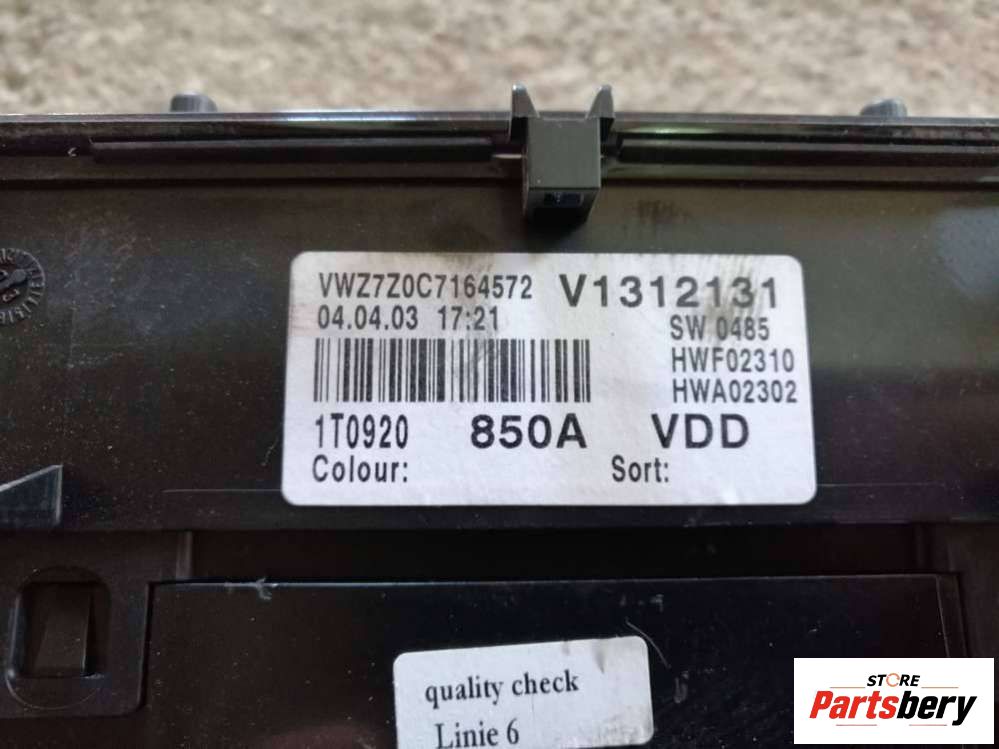 VWZ7Z0C7164572 V1312131
04.04.03 17:21 SW 0485
HWF02310
HWA02302
1T0920 850A VDD
Colour: Sort:
quality check
Linie 6
STORE
Partsbery